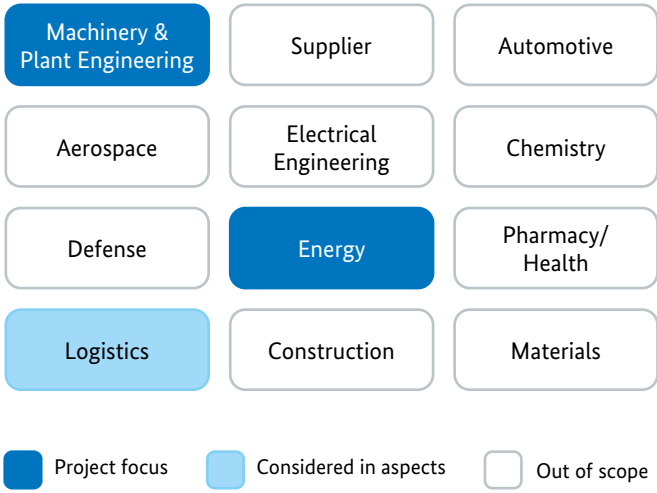 Machinery &
Plant Engineering
Supplier
Automotive
Aerospace
Electrical
Engineering
Chemistry
Defense
Energy
Pharmacy/
Health
Logistics
Construction
Materials
Project focus
Considered in aspects
Out of scope